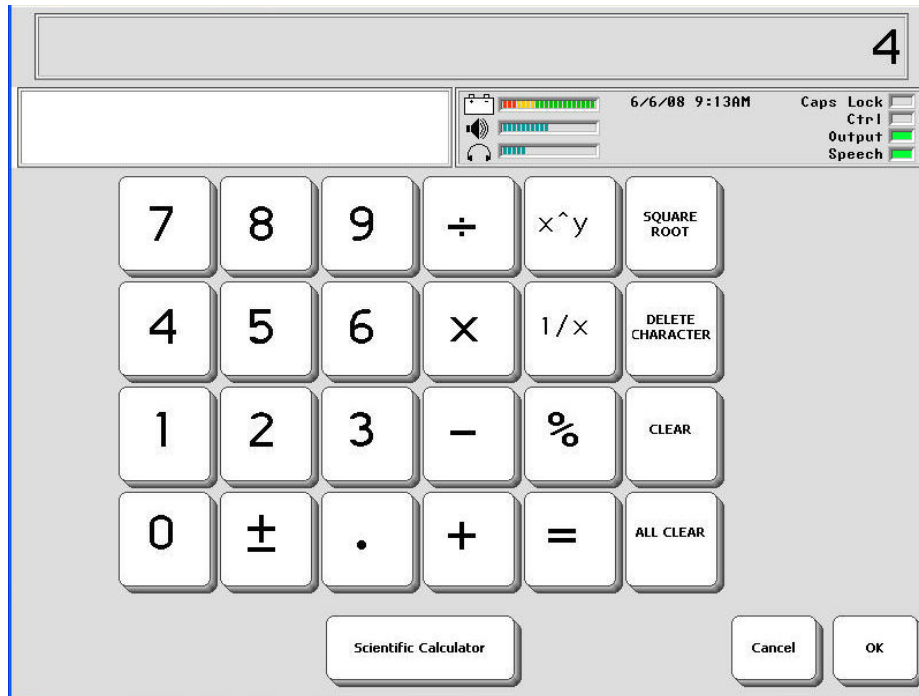 4
6/6/08 9:13AM
Caps Lock
Ctrl
Output
Speech
7 8 9 ÷ x^y SQUARE ROOT
4 5 6 X 1/x DELETE CHARACTER
1 2 3 - % CLEAR
0 ± . + = ALL CLEAR
Scientific Calculator
Cancel OK